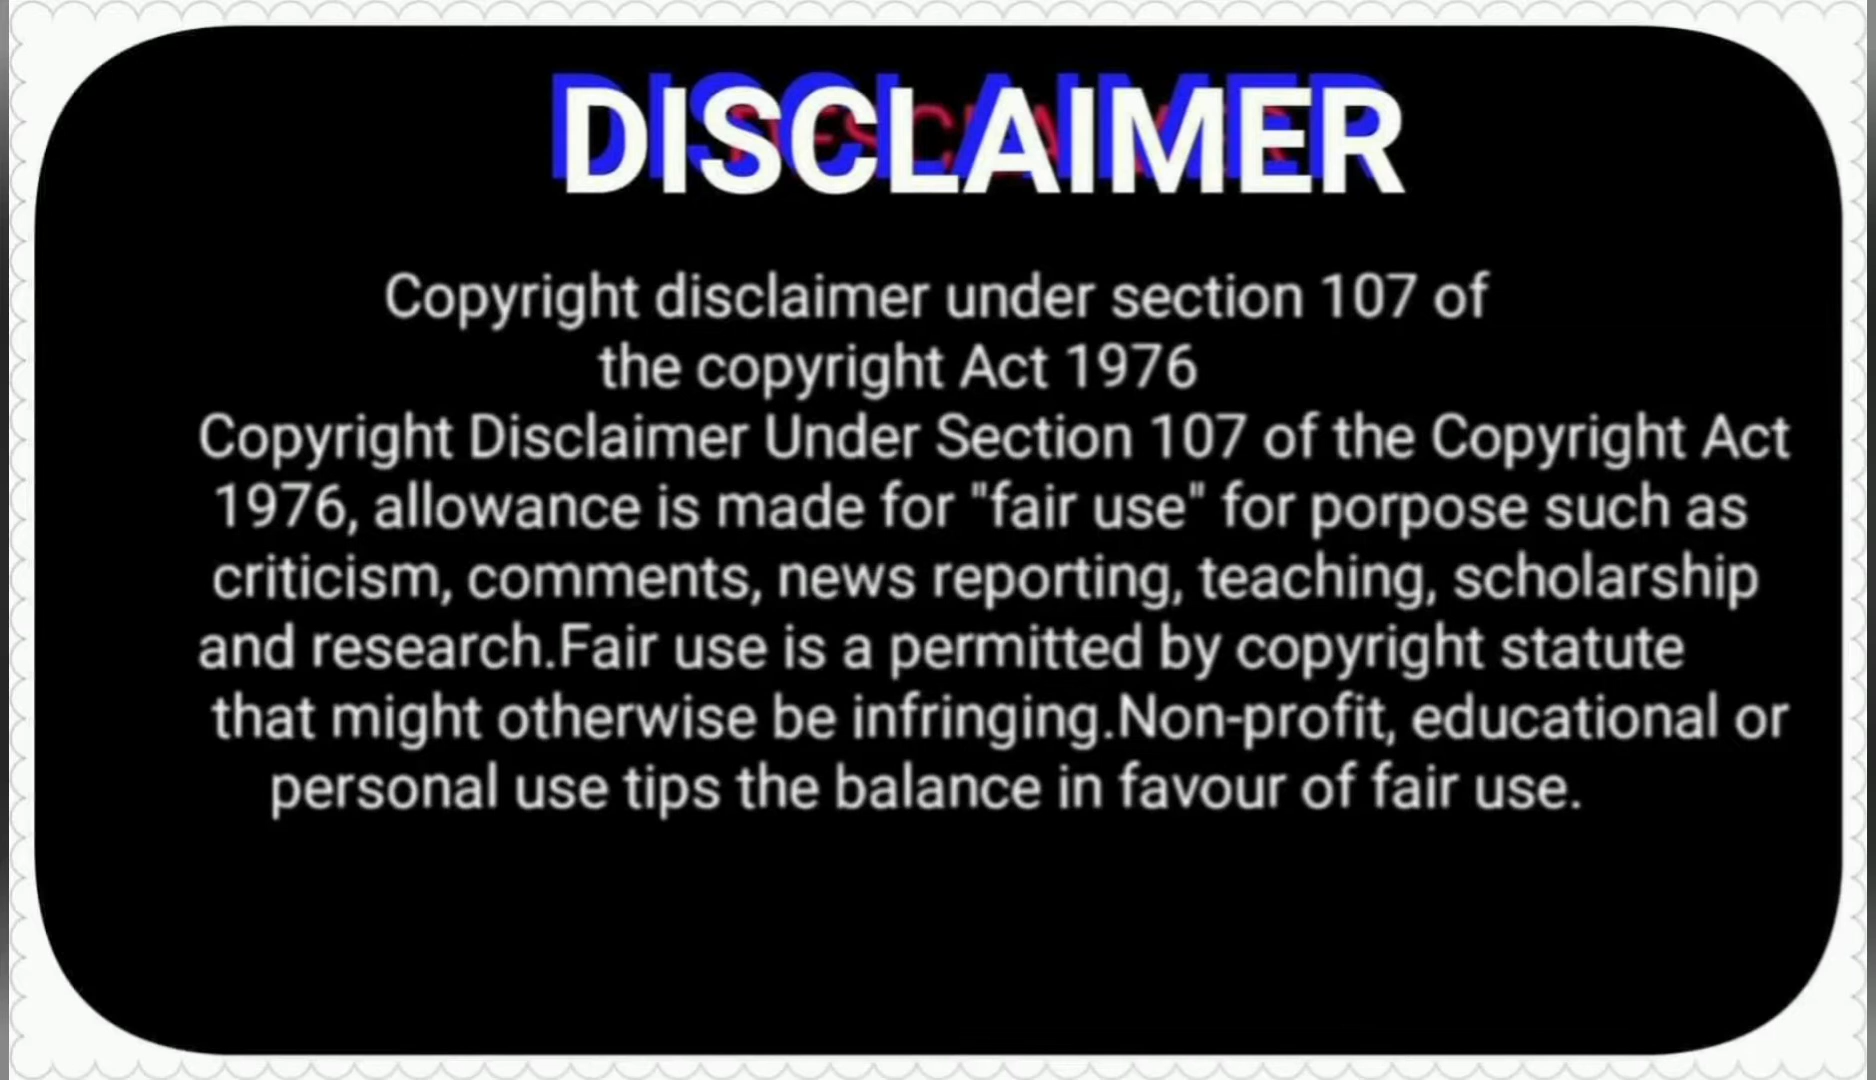 DISCLAIMER
Copyright disclaimer under section 107 of
the copyright Act 1976
Copyright Disclaimer Under Section 107 of the Copyright Act
1976, allowance is made for "fair use" for porpose such as
criticism, comments, news reporting, teaching, scholarship
and research.Fair use is a permitted by copyright statute
that might otherwise be infringing.Non-profit, educational or
personal use tips the balance in favour of fair use.